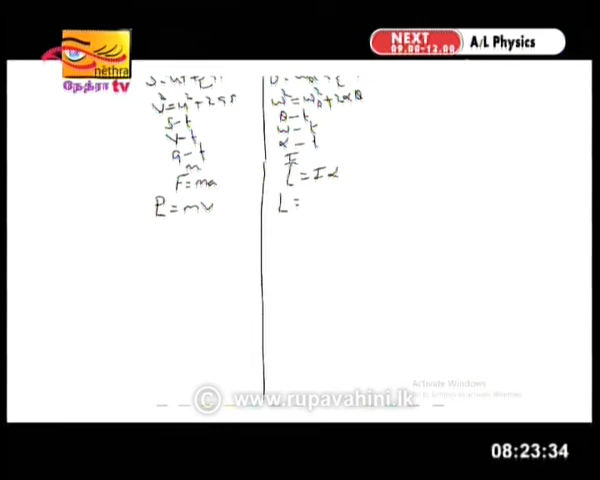 NEXT
09.00-12.00
A/L Physics
nēthra
நேத்ரா tv
v² = u² + 2as
s - t
v - t
a - t
m
F = ma
P = mv
ω² = ω₀² + 2αθ
θ - t
ω - t
α - t
I
τ = Iα
L =
Activate Windows
© www.rupavahini.lk
08:23:34